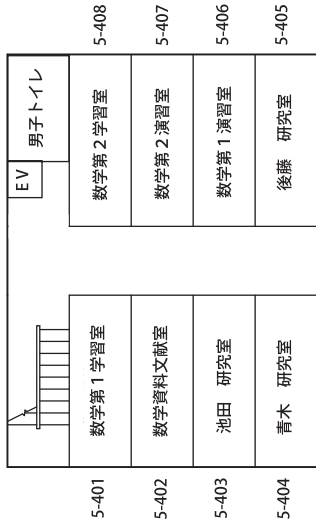 男子トイレ
EV
5-408
数学第２学習室
5-407
数学第２演習室
5-406
数学第１演習室
5-405
後藤　研究室
数学第１学習室
5-401
数学資料文献室
5-402
池田　研究室
5-403
青木　研究室
5-404